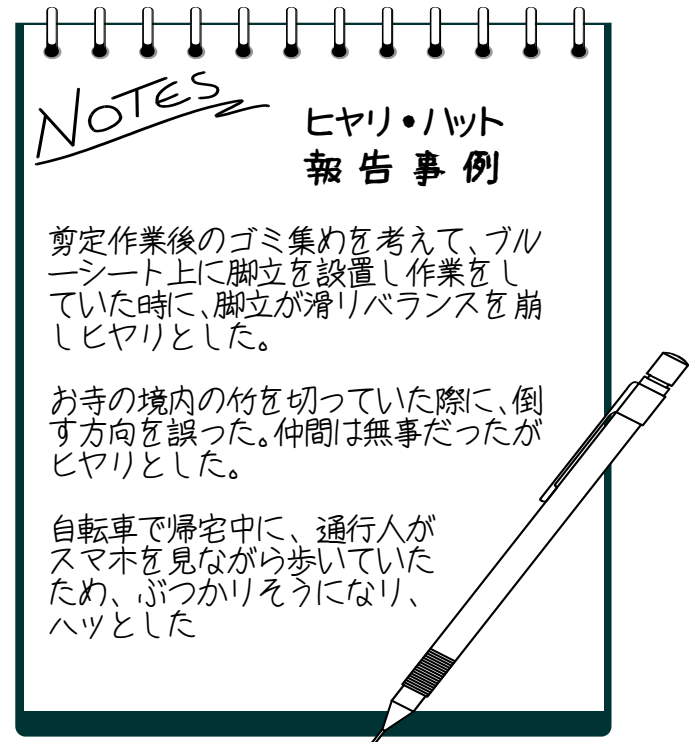 NOTES
ヒヤリ・ハット
報告事例
剪定作業後のゴミ集めを考えて、ブル
ーシート上に脚立を設置し作業をし
ていた時に、脚立が滑りバランスを崩
しヒヤリとした。
お寺の境内の竹を切っていた際に、倒
す方向を誤った。仲間は無事だったが
ヒヤリとした。
自転車で帰宅中に、通行人が
スマホを見ながら歩いていた
ため、ぶつかりそうになり、
ハッとした